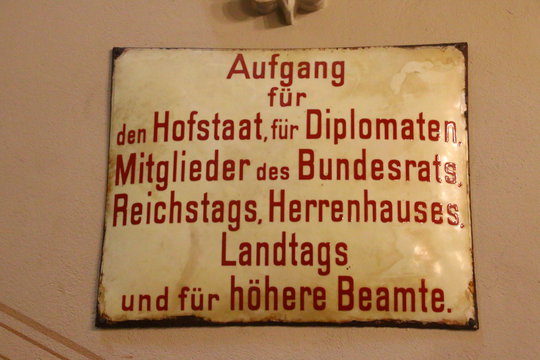 Aufgang
für
den Hofstaat, für Diplomaten,
Mitglieder des Bundesrats,
Reichstags, Herrenhauses,
Landtags
und für höhere Beamte.